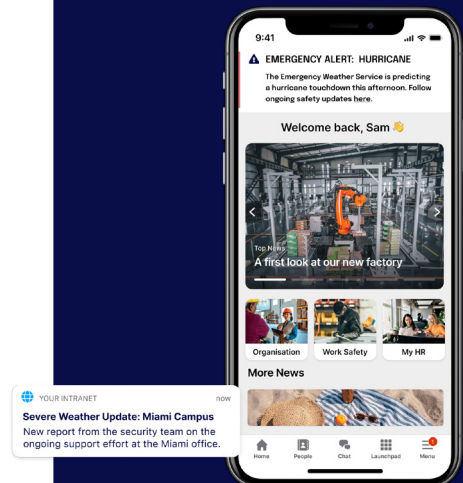 9:41
EMERGENCY ALERT: HURRICANE
The Emergency Weather Service is predicting
a hurricane touchdown this afternoon. Follow
ongoing safety updates here.
Welcome back, Sam 👋
Top News
A first look at our new factory
Organisation
Work Safety
My HR
More News
YOUR INTRANET
now
Severe Weather Update: Miami Campus
New report from the security team on the
ongoing support effort at the Miami office.
Home
People
Chat
Launchpad
Menu